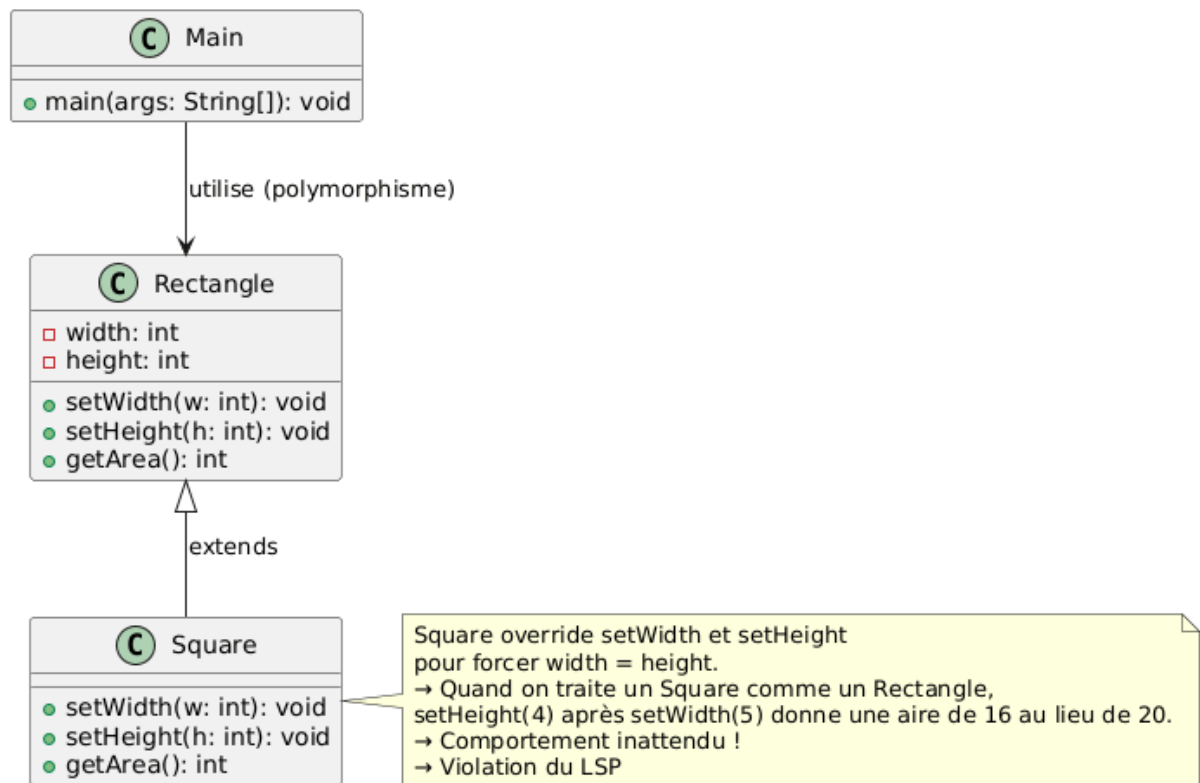 C Main
main(args: String[]): void
utilise (polymorphisme)
C Rectangle
width: int
height: int
setWidth(w: int): void
setHeight(h: int): void
getArea(): int
extends
C Square
setWidth(w: int): void
setHeight(h: int): void
getArea(): int
Square override setWidth et setHeight
pour forcer width = height.
→ Quand on traite un Square comme un Rectangle,
setHeight(4) après setWidth(5) donne une aire de 16 au lieu de 20.
→ Comportement inattendu !
→ Violation du LSP